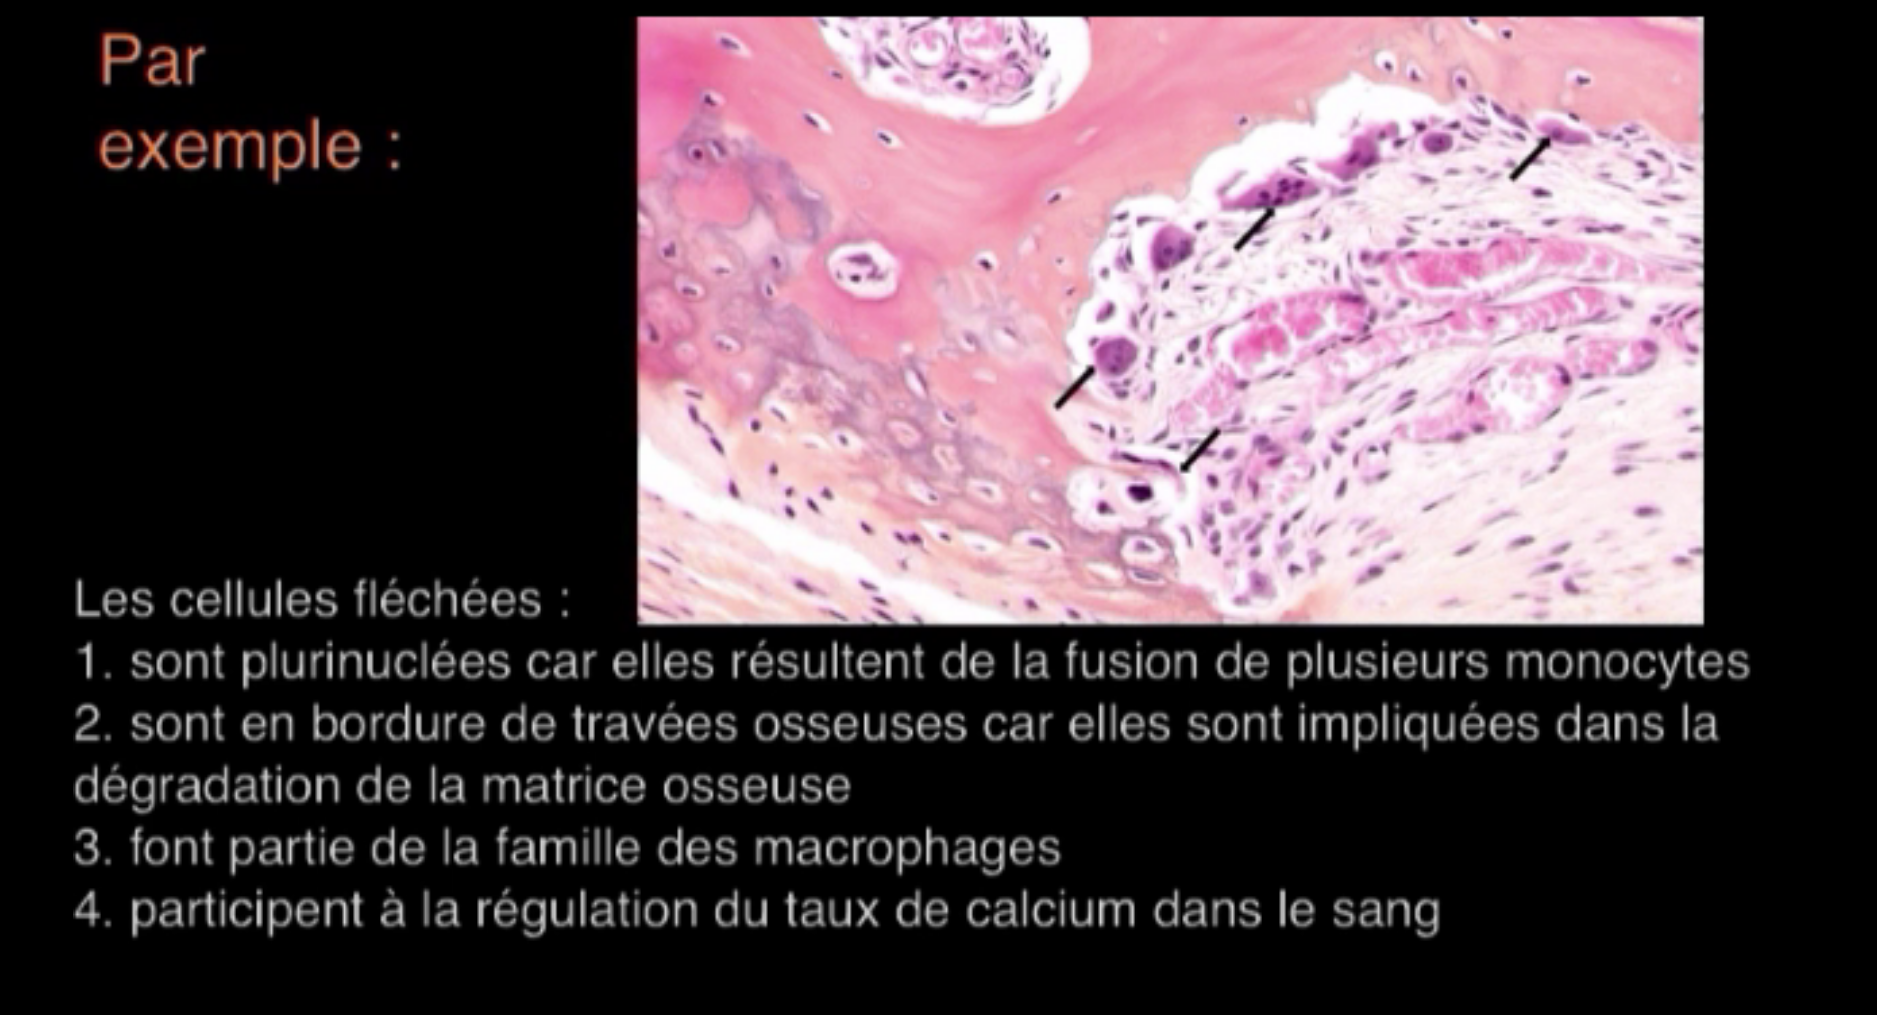 Par
exemple :
Les cellules fléchées :
1. sont plurinuclées car elles résultent de la fusion de plusieurs monocytes
2. sont en bordure de travées osseuses car elles sont impliquées dans la
dégradation de la matrice osseuse
3. font partie de la famille des macrophages
4. participent à la régulation du taux de calcium dans le sang